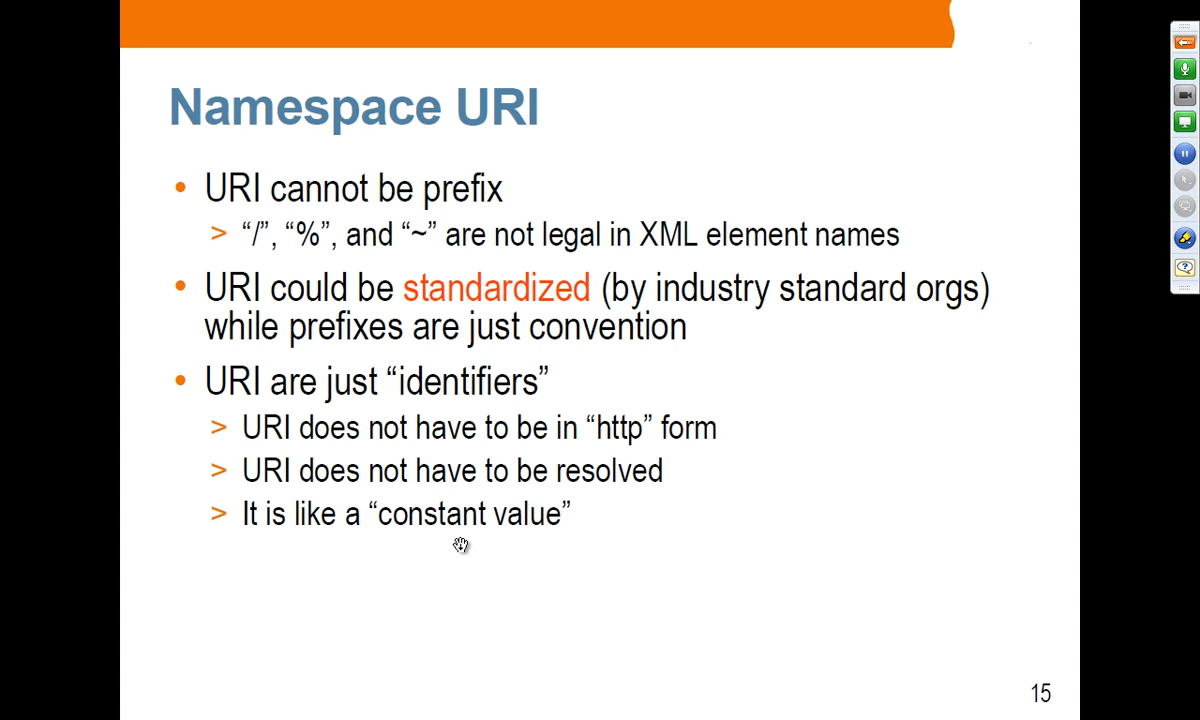 Namespace URI
• URI cannot be prefix
> “/”, “%”, and “~” are not legal in XML element names
• URI could be standardized (by industry standard orgs)
while prefixes are just convention
• URI are just “identifiers”
> URI does not have to be in “http” form
> URI does not have to be resolved
> It is like a “constant value”
15